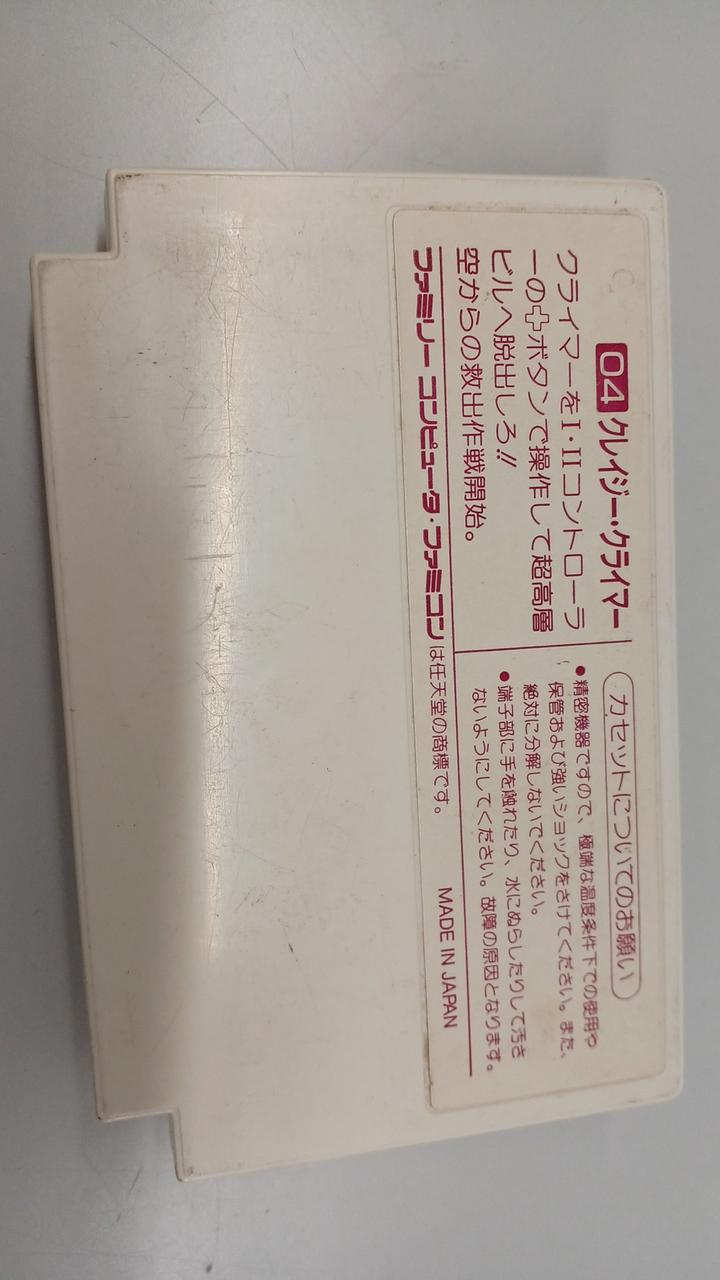 04 クレイジー・クライマー
クライマーをI・IIコントローラ
ーの✚ボタンで操作して超高層
ビルへ脱出しろ!!
空からの救出作戦開始。
カセットについてのお願い
●精密機器ですので、極端な温度条件下での使用や
保管および強いショックをさけてください。また、
絶対に分解しないでください。
●端子部に手を触れたり、水にぬらしたりして汚さ
ないようにしてください。故障の原因となります。
ファミリー コンピュータ・ファミコンは任天堂の商標です。
MADE IN JAPAN